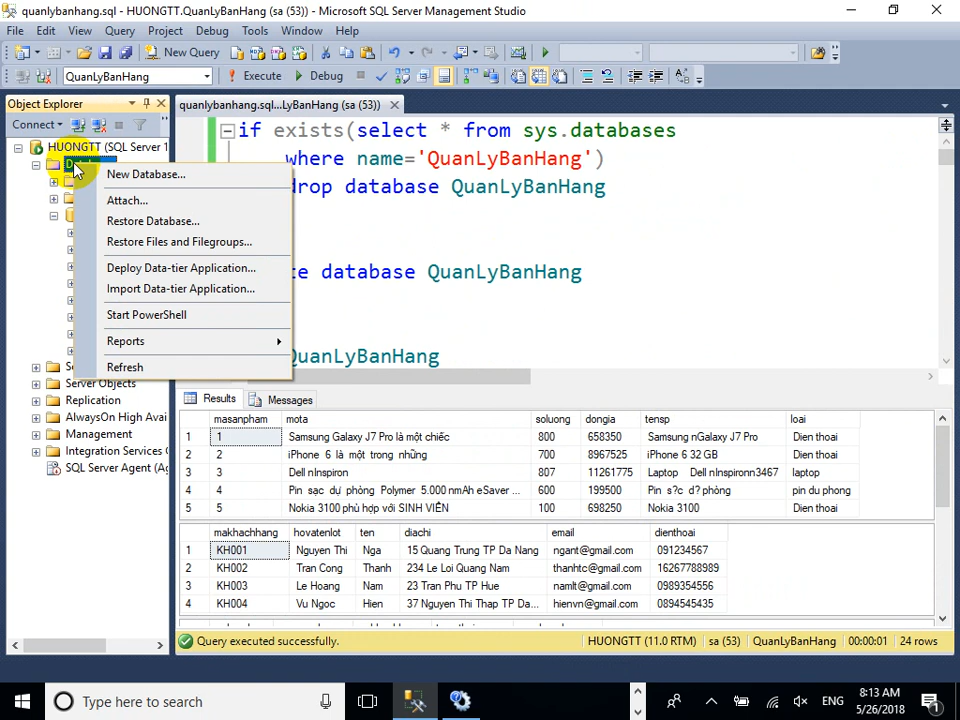 quanlybanhang.sql - HUONGTT.QuanLyBanHang (sa (53)) - Microsoft SQL Server Management Studio
File Edit View Query Project Debug Tools Window Help
New Query
QuanLyBanHang Execute Debug
Object Explorer
Connect
HUONGTT (SQL Server 1
New Database...
Attach...
Restore Database...
Restore Files and Filegroups...
Deploy Data-tier Application...
Import Data-tier Application...
Start PowerShell
Reports
Refresh
Server Objects
Replication
AlwaysOn High Avai
Management
Integration Services
SQL Server Agent (Ag
quanlybanhang.sql...LyBanHang (sa (53))
if exists(select * from sys.databases
where name='QuanLyBanHang')
drop database QuanLyBanHang
te database QuanLyBanHang
QuanLyBanHang
Results Messages
masanpham mota soluong dongia tensp loai
1 1 Samsung Galaxy J7 Pro là một chiếc 800 658350 Samsung nGalaxy J7 Pro Dien thoai
2 2 iPhone 6 là một trong những 700 8967525 iPhone 6 32 GB Dien thoai
3 3 Dell nInspiron 807 11261775 Laptop Dell nInspironn3467 laptop
4 4 Pin sạc dự phòng Polymer 5.000 nmAh eSaver ... 600 199500 Pin s?c d? phòng pin du phong
5 5 Nokia 3100 phù hợp với SINH VIÊN 100 698250 Nokia 3100 Dien thoai
makhachhang hovatenlot ten diachi email dienthoai
1 KH001 Nguyen Thi Nga 15 Quang Trung TP Da Nang ngant@gmail.com 091234567
2 KH002 Tran Cong Thanh 234 Le Loi Quang Nam thanhtc@gmail.com 16267788989
3 KH003 Le Hoang Nam 23 Tran Phu TP Hue namlt@gmail.com 0989354556
4 KH004 Vu Ngoc Hien 37 Nguyen Thi Thap TP Da... hienvn@gmail.com 0894545435
Query executed successfully. HUONGTT (11.0 RTM) sa (53) QuanLyBanHang 00:00:01 24 rows
Type here to search
ENG
8:13 AM
5/26/2018
1